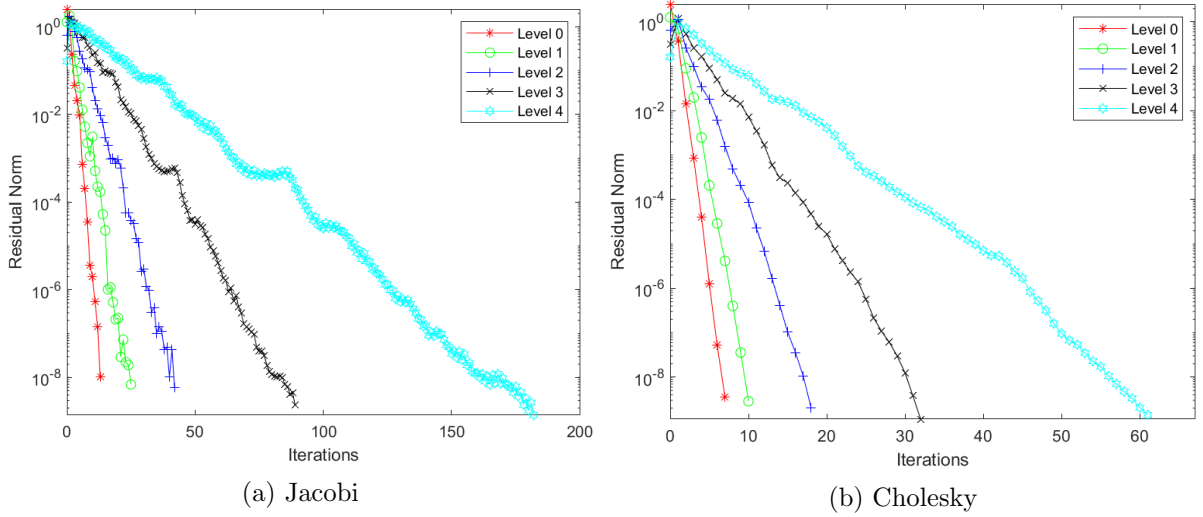 10^0
10^-2
10^-4
10^-6
10^-8
Residual Norm
0
50
100
150
200
Iterations
Level 0
Level 1
Level 2
Level 3
Level 4
(a) Jacobi
10^0
10^-2
10^-4
10^-6
10^-8
Residual Norm
0
10
20
30
40
50
60
Iterations
Level 0
Level 1
Level 2
Level 3
Level 4
(b) Cholesky